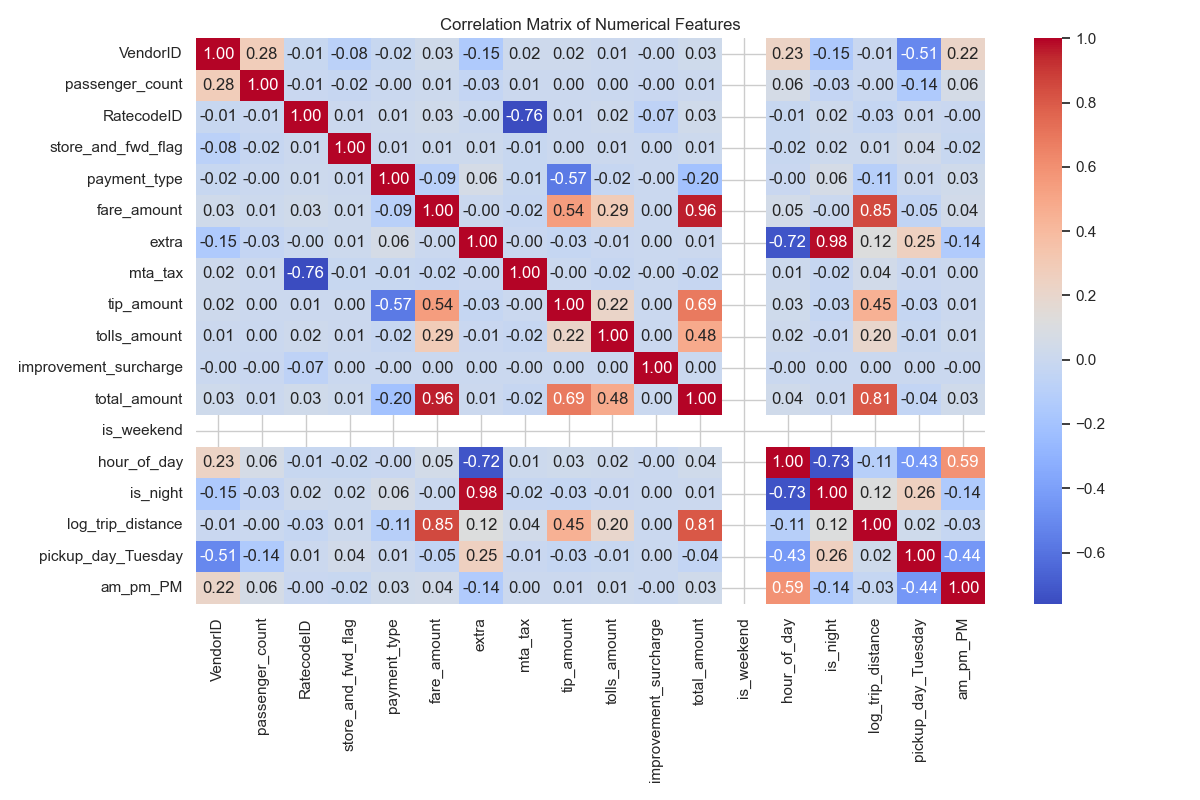 Correlation Matrix of Numerical Features
VendorID 1.00 0.28 -0.01 -0.08 -0.02 0.03 -0.15 0.02 0.02 0.01 -0.00 0.03 0.23 -0.15 -0.01 -0.51 0.22
passenger_count 0.28 1.00 -0.01 -0.02 -0.00 0.01 -0.03 0.01 0.00 0.00 -0.00 0.01 0.06 -0.03 -0.00 -0.14 0.06
RatecodeID -0.01 -0.01 1.00 0.01 0.01 0.03 -0.00 -0.76 0.01 0.02 -0.07 0.03 -0.01 0.02 -0.03 0.01 -0.00
store_and_fwd_flag -0.08 -0.02 0.01 1.00 0.01 0.01 0.01 -0.01 0.00 0.01 0.00 0.01 -0.02 0.02 0.01 0.04 -0.02
payment_type -0.02 -0.00 0.01 0.01 1.00 -0.09 0.06 -0.01 -0.57 -0.02 -0.00 -0.20 -0.00 0.06 -0.11 0.01 0.03
fare_amount 0.03 0.01 0.03 0.01 -0.09 1.00 -0.00 -0.02 0.54 0.29 0.00 0.96 0.05 -0.00 0.85 -0.05 0.04
extra -0.15 -0.03 -0.00 0.01 0.06 -0.00 1.00 -0.00 -0.03 -0.01 0.00 0.01 -0.72 0.98 0.12 0.25 -0.14
mta_tax 0.02 0.01 -0.76 -0.01 -0.01 -0.02 -0.00 1.00 -0.00 -0.02 -0.00 -0.02 0.01 -0.02 0.04 -0.01 0.00
tip_amount 0.02 0.00 0.01 0.00 -0.57 0.54 -0.03 -0.00 1.00 0.22 0.00 0.69 0.03 -0.03 0.45 -0.03 0.01
tolls_amount 0.01 0.00 0.02 0.01 -0.02 0.29 -0.01 -0.02 0.22 1.00 0.00 0.48 0.02 -0.01 0.20 -0.01 0.01
improvement_surcharge -0.00 -0.00 -0.07 0.00 -0.00 0.00 0.00 -0.00 0.00 0.00 1.00 0.00 -0.00 0.00 0.00 0.00 -0.00
total_amount 0.03 0.01 0.03 0.01 -0.20 0.96 0.01 -0.02 0.69 0.48 0.00 1.00 0.04 0.01 0.81 -0.04 0.03
is_weekend
hour_of_day 0.23 0.06 -0.01 -0.02 -0.00 0.05 -0.72 0.01 0.03 0.02 -0.00 0.04 1.00 -0.73 -0.11 -0.43 0.59
is_night -0.15 -0.03 0.02 0.02 0.06 -0.00 0.98 -0.02 -0.03 -0.01 0.00 0.01 -0.73 1.00 0.12 0.26 -0.14
log_trip_distance -0.01 -0.00 -0.03 0.01 -0.11 0.85 0.12 0.04 0.45 0.20 0.00 0.81 -0.11 0.12 1.00 0.02 -0.03
pickup_day_Tuesday -0.51 -0.14 0.01 0.04 0.01 -0.05 0.25 -0.01 -0.03 -0.01 0.00 -0.04 -0.43 0.26 0.02 1.00 -0.44
am_pm_PM 0.22 0.06 -0.00 -0.02 0.03 0.04 -0.14 0.00 0.01 0.01 -0.00 0.03 0.59 -0.14 -0.03 -0.44 1.00
VendorID
passenger_count
RatecodeID
store_and_fwd_flag
payment_type
fare_amount
extra
mta_tax
tip_amount
tolls_amount
improvement_surcharge
total_amount
is_weekend
hour_of_day
is_night
log_trip_distance
pickup_day_Tuesday
am_pm_PM
1.0
0.8
0.6
0.4
0.2
0.0
−0.2
−0.4
−0.6